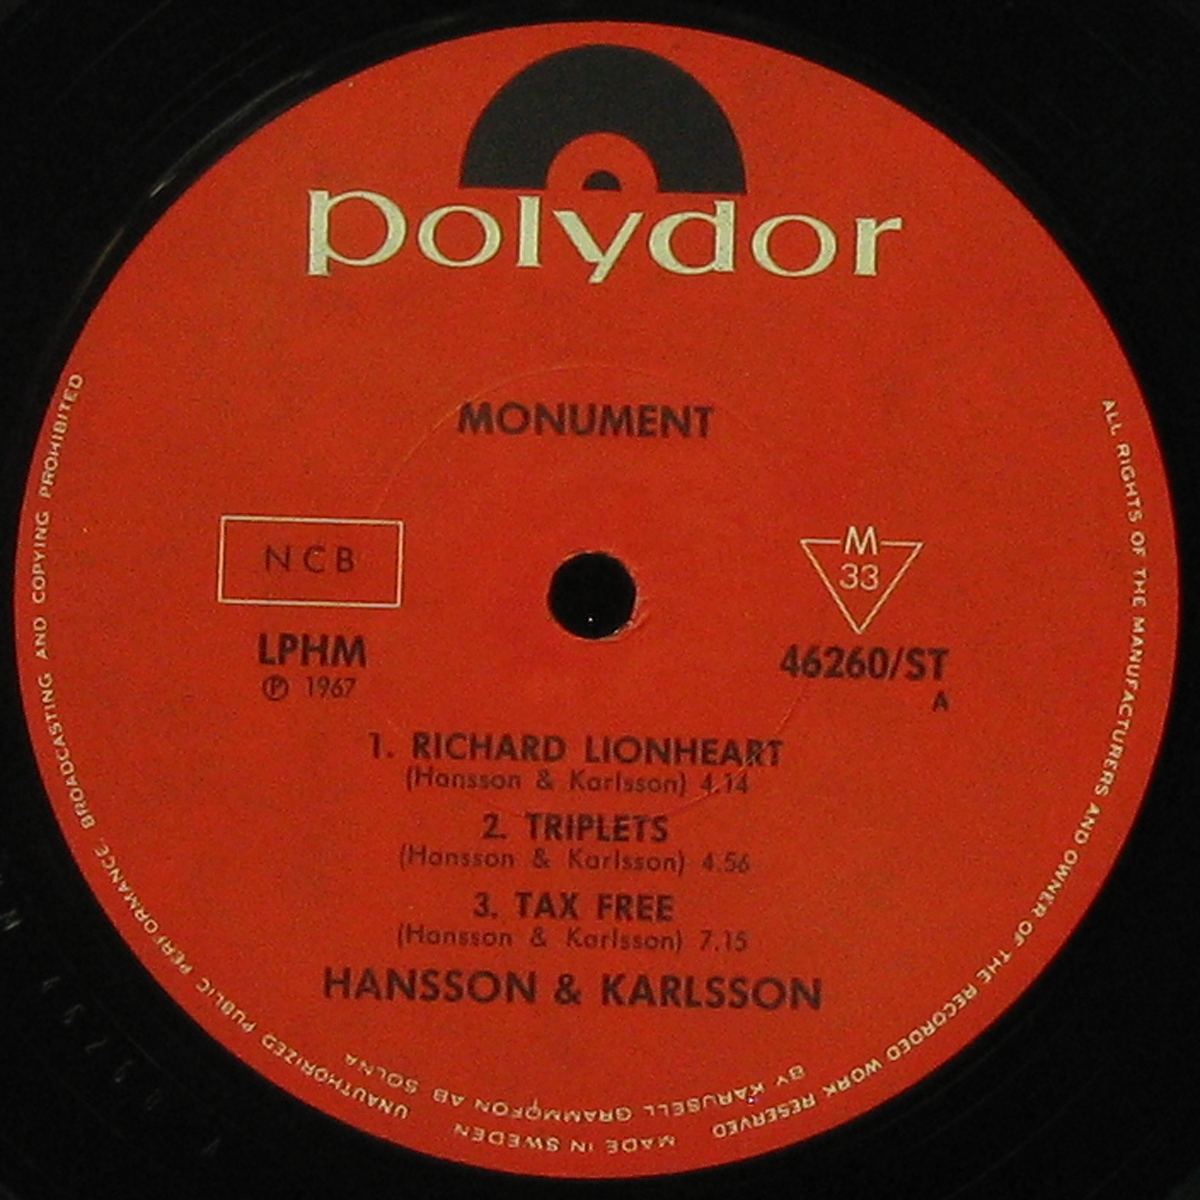 polydor
MONUMENT
NCB
M
33
LPHM
℗ 1967
46260/ST
A
1. RICHARD LIONHEART
(Hansson & Karlsson) 4.14
2. TRIPLETS
(Hansson & Karlsson) 4.56
3. TAX FREE
(Hansson & Karlsson) 7.15
HANSSON & KARLSSON
ALL RIGHTS OF THE MANUFACTURERS AND OWNER OF THE RECORDED WORK RESERVED
UNAUTHORIZED PUBLIC PERFORMANCE, BROADCASTING AND COPYING PROHIBITED
BY KARUSELL GRAMMOFON AB SOLNA
MADE IN SWEDEN